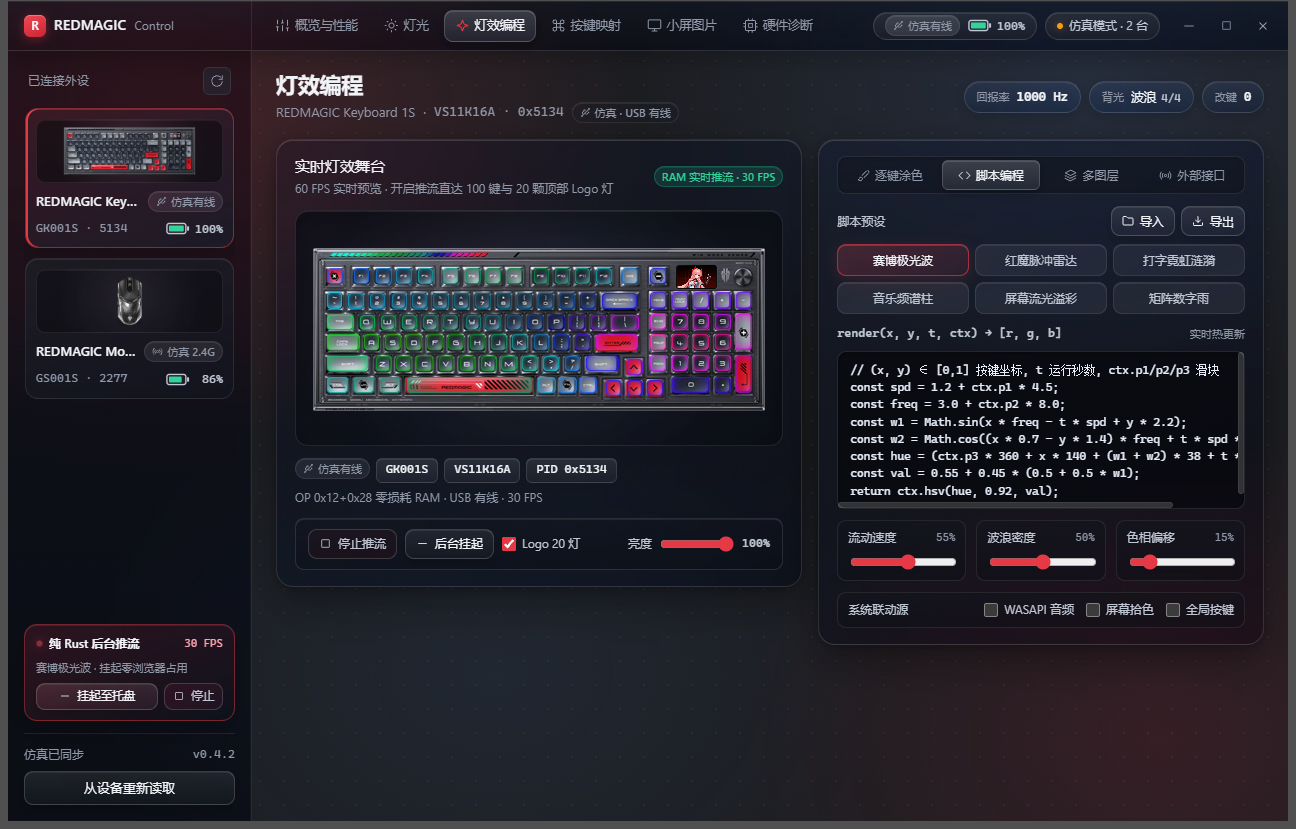 R REDMAGIC Control
概览与性能 灯光 灯效编程 按键映射 小屏图片 硬件诊断
仿真有线 100% 仿真模式 · 2 台
已连接外设
REDMAGIC Key... 仿真有线
GK001S · 5134 100%
REDMAGIC Mo... 仿真 2.4G
GS001S · 2277 86%
纯 Rust 后台推流 30 FPS
赛博极光波 · 挂起零浏览器占用
挂起至托盘 停止
仿真已同步 v0.4.2
从设备重新读取
灯效编程
REDMAGIC Keyboard 1S · VS11K16A · 0x5134 仿真 · USB 有线
回报率 1000 Hz 背光 波浪 4/4 改键 0
实时灯效舞台
60 FPS 实时预览 · 开启推流直达 100 键与 20 颗顶部 Logo 灯
RAM 实时推流 · 30 FPS
仿真有线 GK001S VS11K16A PID 0x5134
OP 0x12+0x28 零损耗 RAM · USB 有线 · 30 FPS
停止推流 后台挂起 Logo 20 灯 亮度 100%
逐键涂色 脚本编程 多图层 外部接口
脚本预设 导入 导出
赛博极光波 红魔脉冲雷达 打字霓虹涟漪
音乐频谱柱 屏幕流光溢彩 矩阵数字雨
render(x, y, t, ctx) → [r, g, b] 实时热更新
// (x, y) ∈ [0,1] 按键坐标, t 运行秒数, ctx.p1/p2/p3 滑块
const spd = 1.2 + ctx.p1 * 4.5;
const freq = 3.0 + ctx.p2 * 8.0;
const w1 = Math.sin(x * freq - t * spd + y * 2.2);
const w2 = Math.cos((x * 0.7 - y * 1.4) * freq + t * spd *
const hue = (ctx.p3 * 360 + x * 140 + (w1 + w2) * 38 + t *
const val = 0.55 + 0.45 * (0.5 + 0.5 * w1);
return ctx.hsv(hue, 0.92, val);
流动速度 55% 波浪密度 50% 色相偏移 15%
系统联动源 WASAPI 音频 屏幕拾色 全局按键